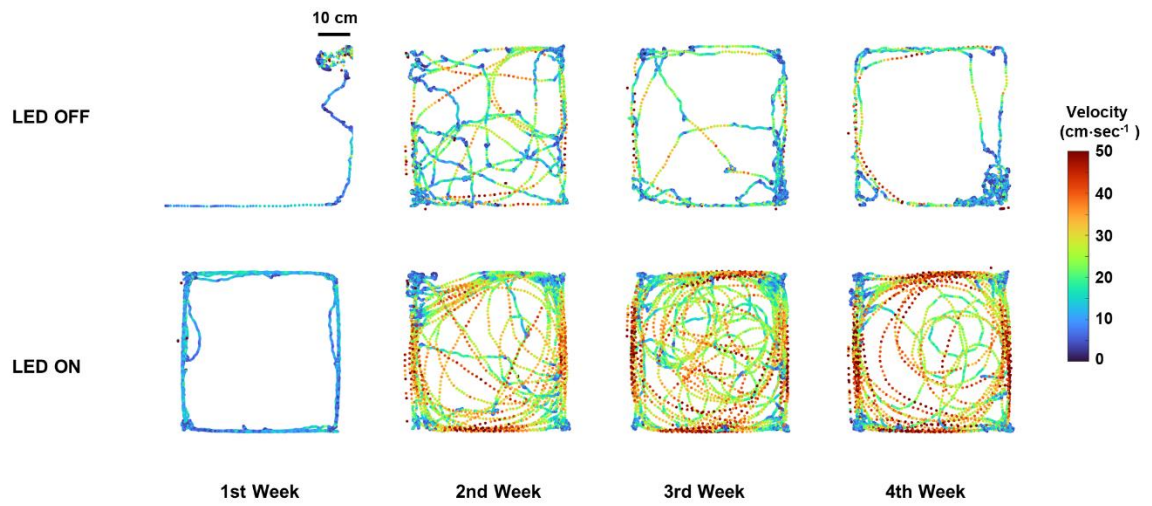 10 cm
LED OFF
Velocity
(cm·sec⁻¹ )
50
40
30
20
10
0
LED ON
1st Week
2nd Week
3rd Week
4th Week